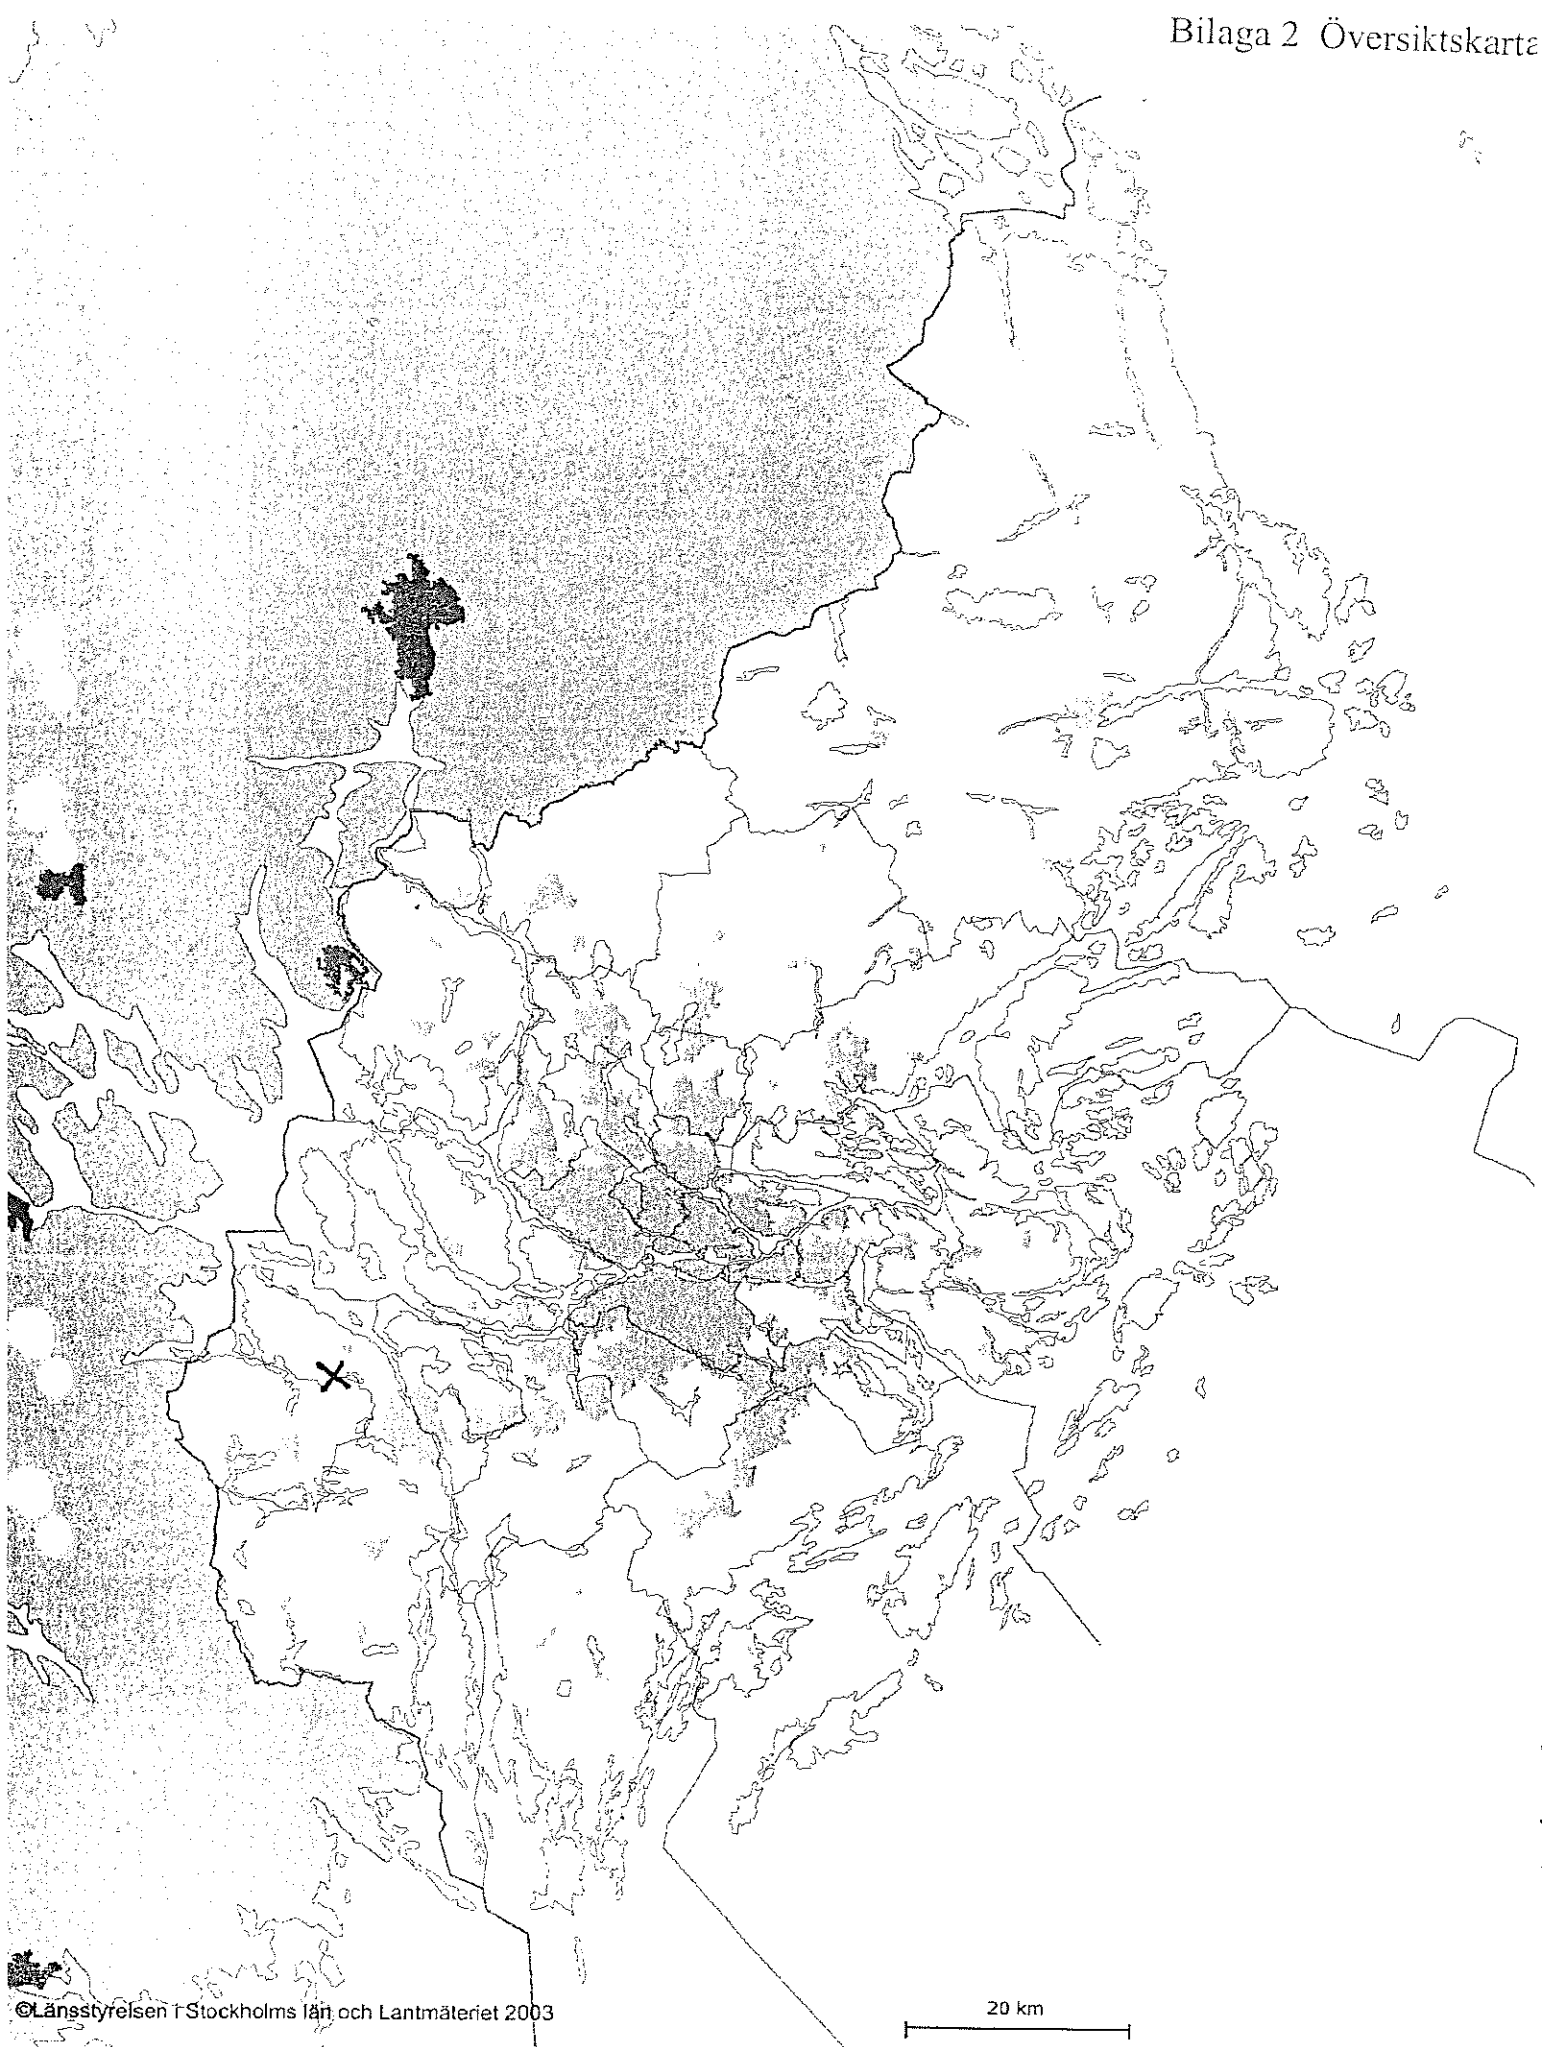 Bilaga 2 Översiktskarta
©Länsstyrelsen i Stockholms län och Lantmäteriet 2003
20 km